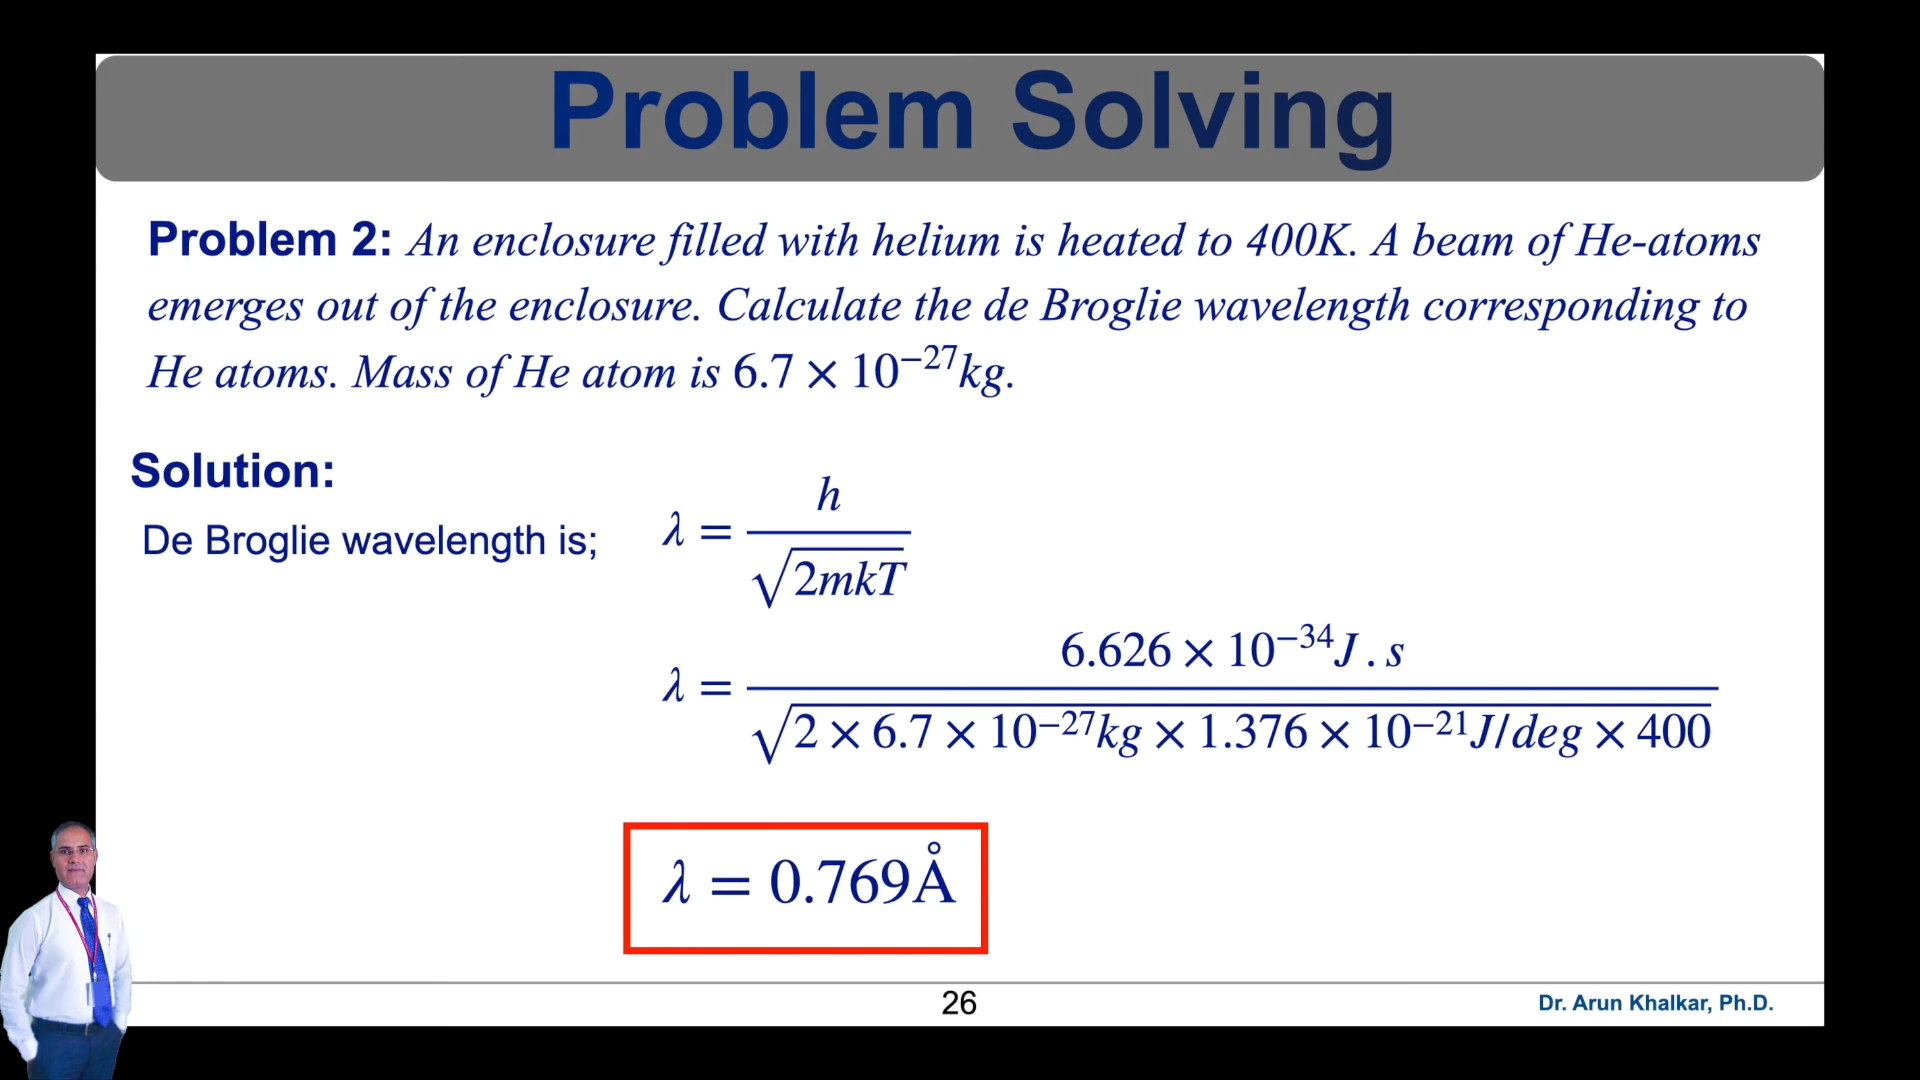 Problem Solving
Problem 2: An enclosure filled with helium is heated to 400K. A beam of He-atoms
emerges out of the enclosure. Calculate the de Broglie wavelength corresponding to
He atoms. Mass of He atom is 6.7 × 10⁻²⁷kg.
Solution:
De Broglie wavelength is; λ = h / √(2mkT)
λ = 6.626 × 10⁻³⁴J . s / √(2 × 6.7 × 10⁻²⁷kg × 1.376 × 10⁻²¹J/deg × 400)
λ = 0.769Å
26
Dr. Arun Khalkar, Ph.D.